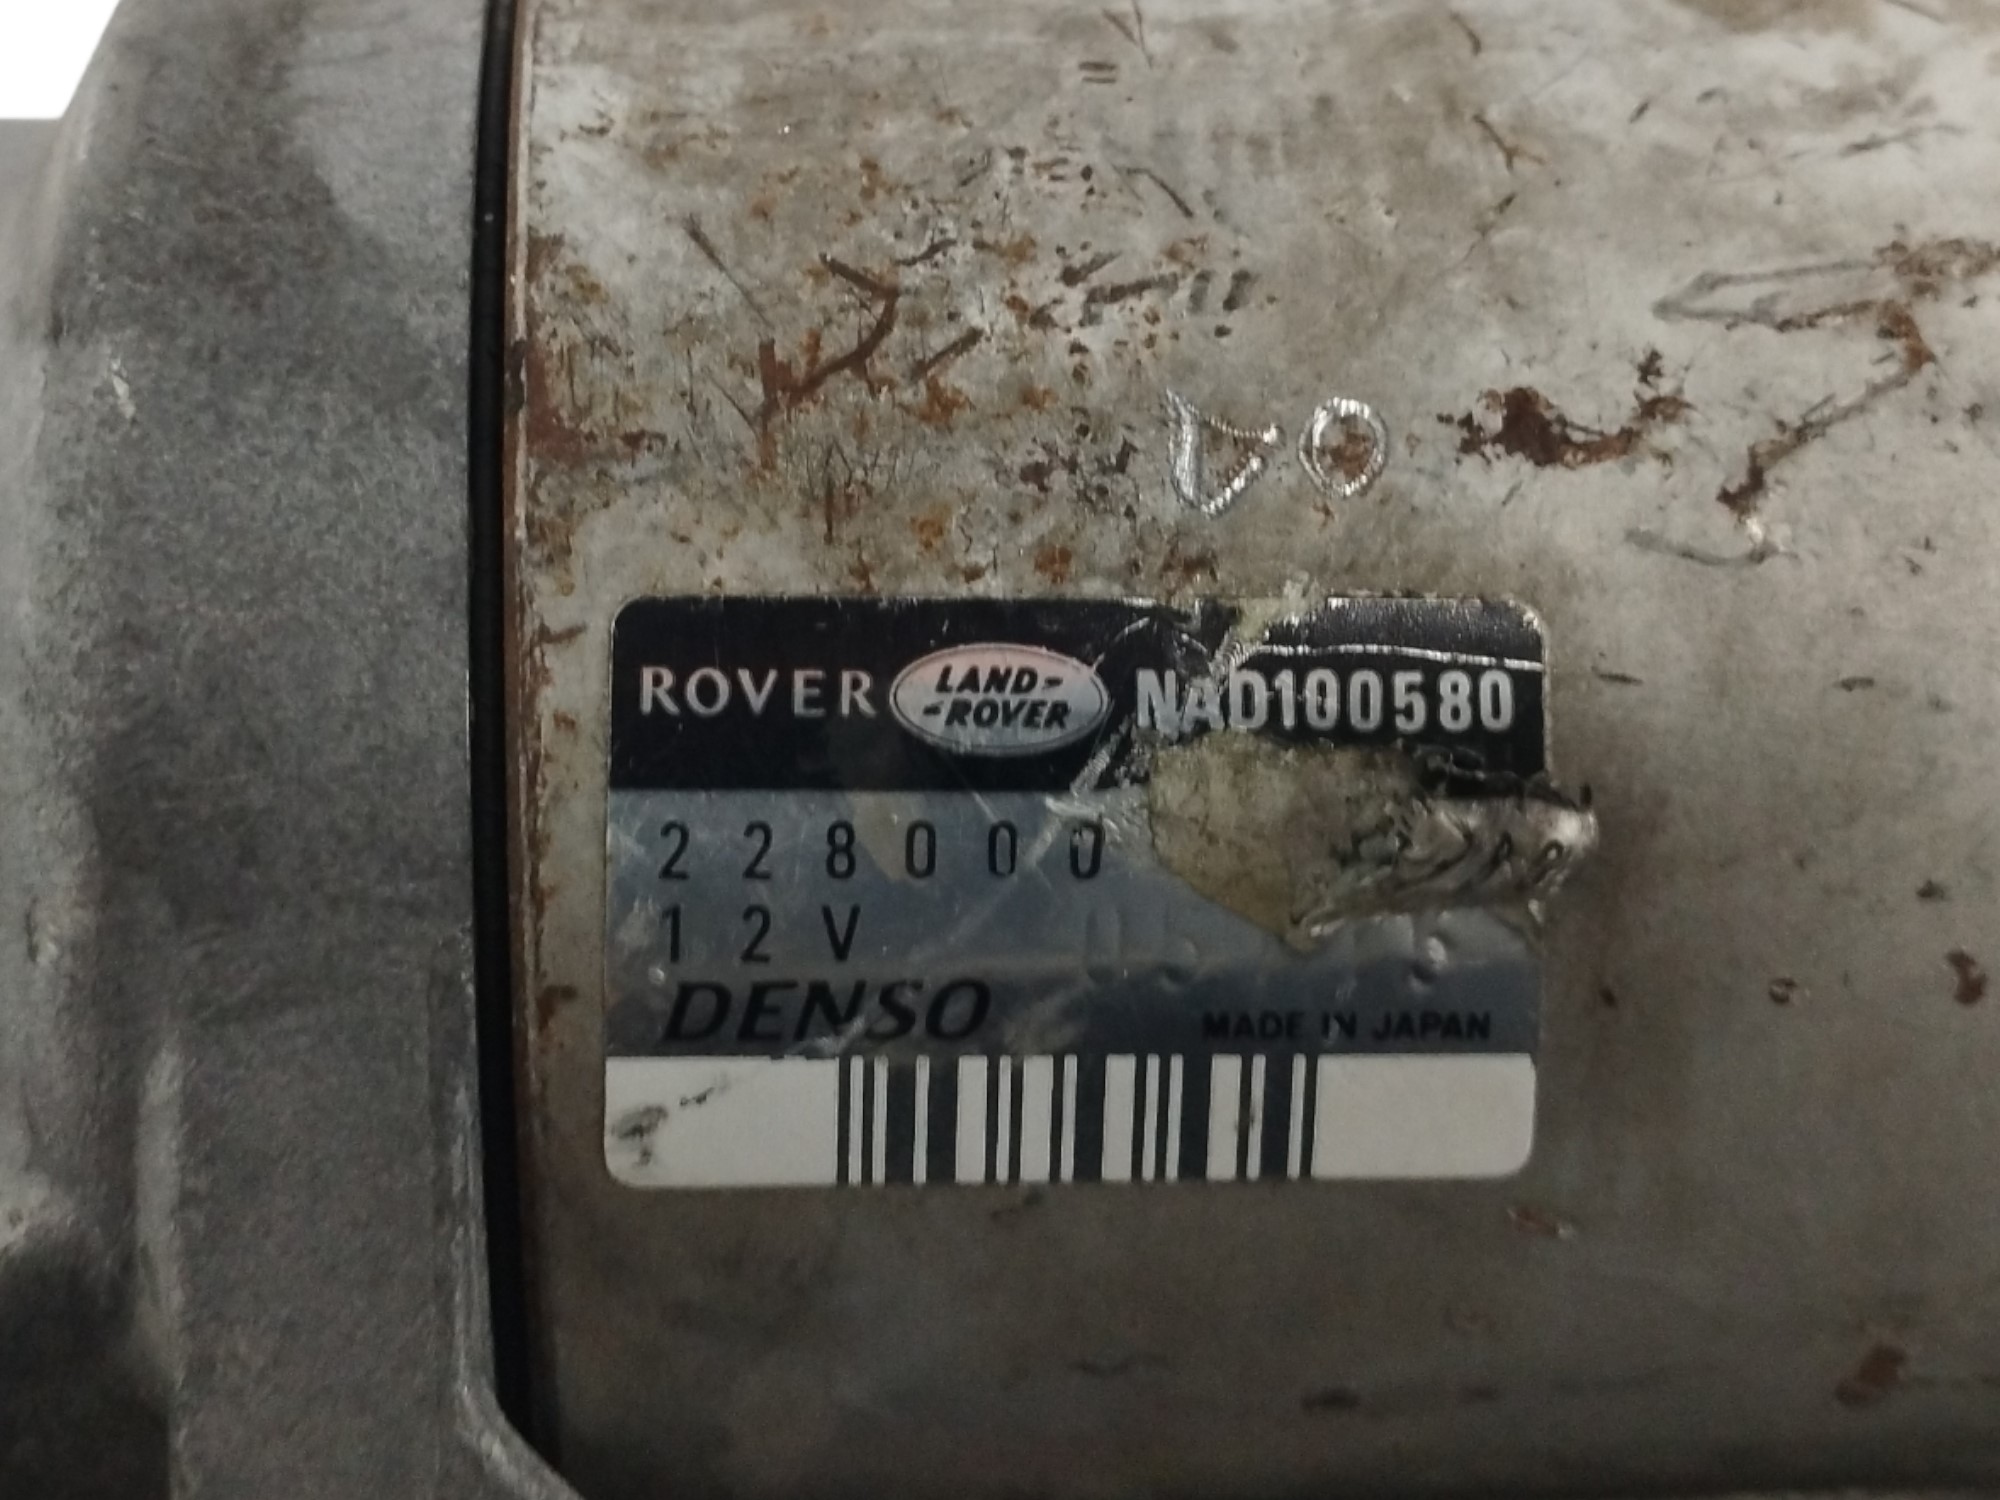 ROVER LAND-ROVER NAD100580
228000
12V
DENSO MADE IN JAPAN